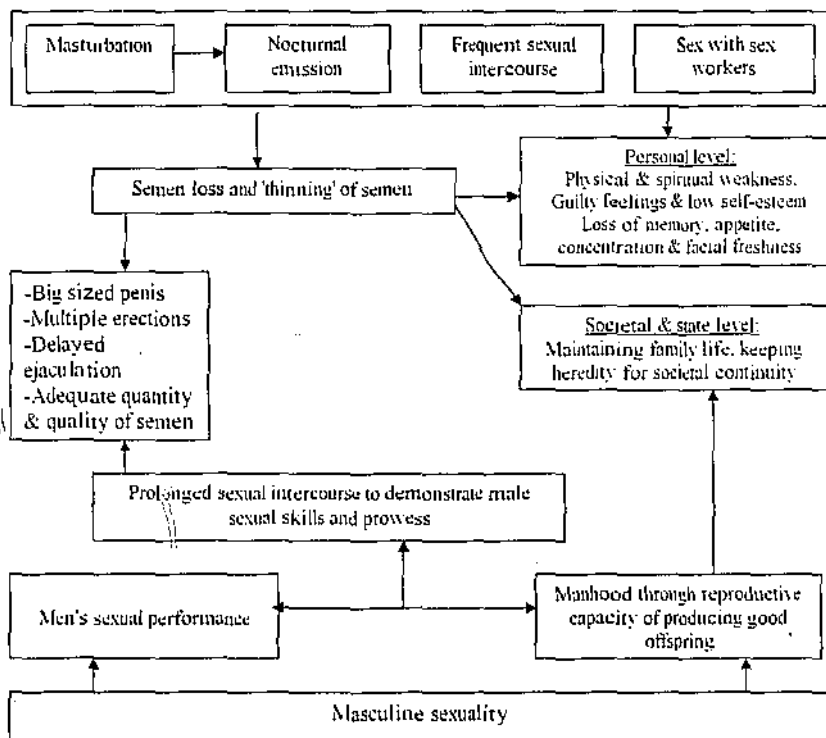 Masturbation
Nocturnal
emission
Frequent sexual
intercourse
Sex with sex
workers
Semen loss and 'thinning' of semen
Personal level:
Physical & spiritual weakness,
Guilty feelings & low self-esteem
Loss of memory, appetite,
concentration & facial freshness
-Big sized penis
-Multiple erections
-Delayed
ejaculation
-Adequate quantity
& quality of semen
Societal & state level:
Maintaining family life, keeping
heredity for societal continuity
Prolonged sexual intercourse to demonstrate male
sexual skills and prowess
Men's sexual performance
Manhood through reproductive
capacity of producing good
offspring
Masculine sexuality